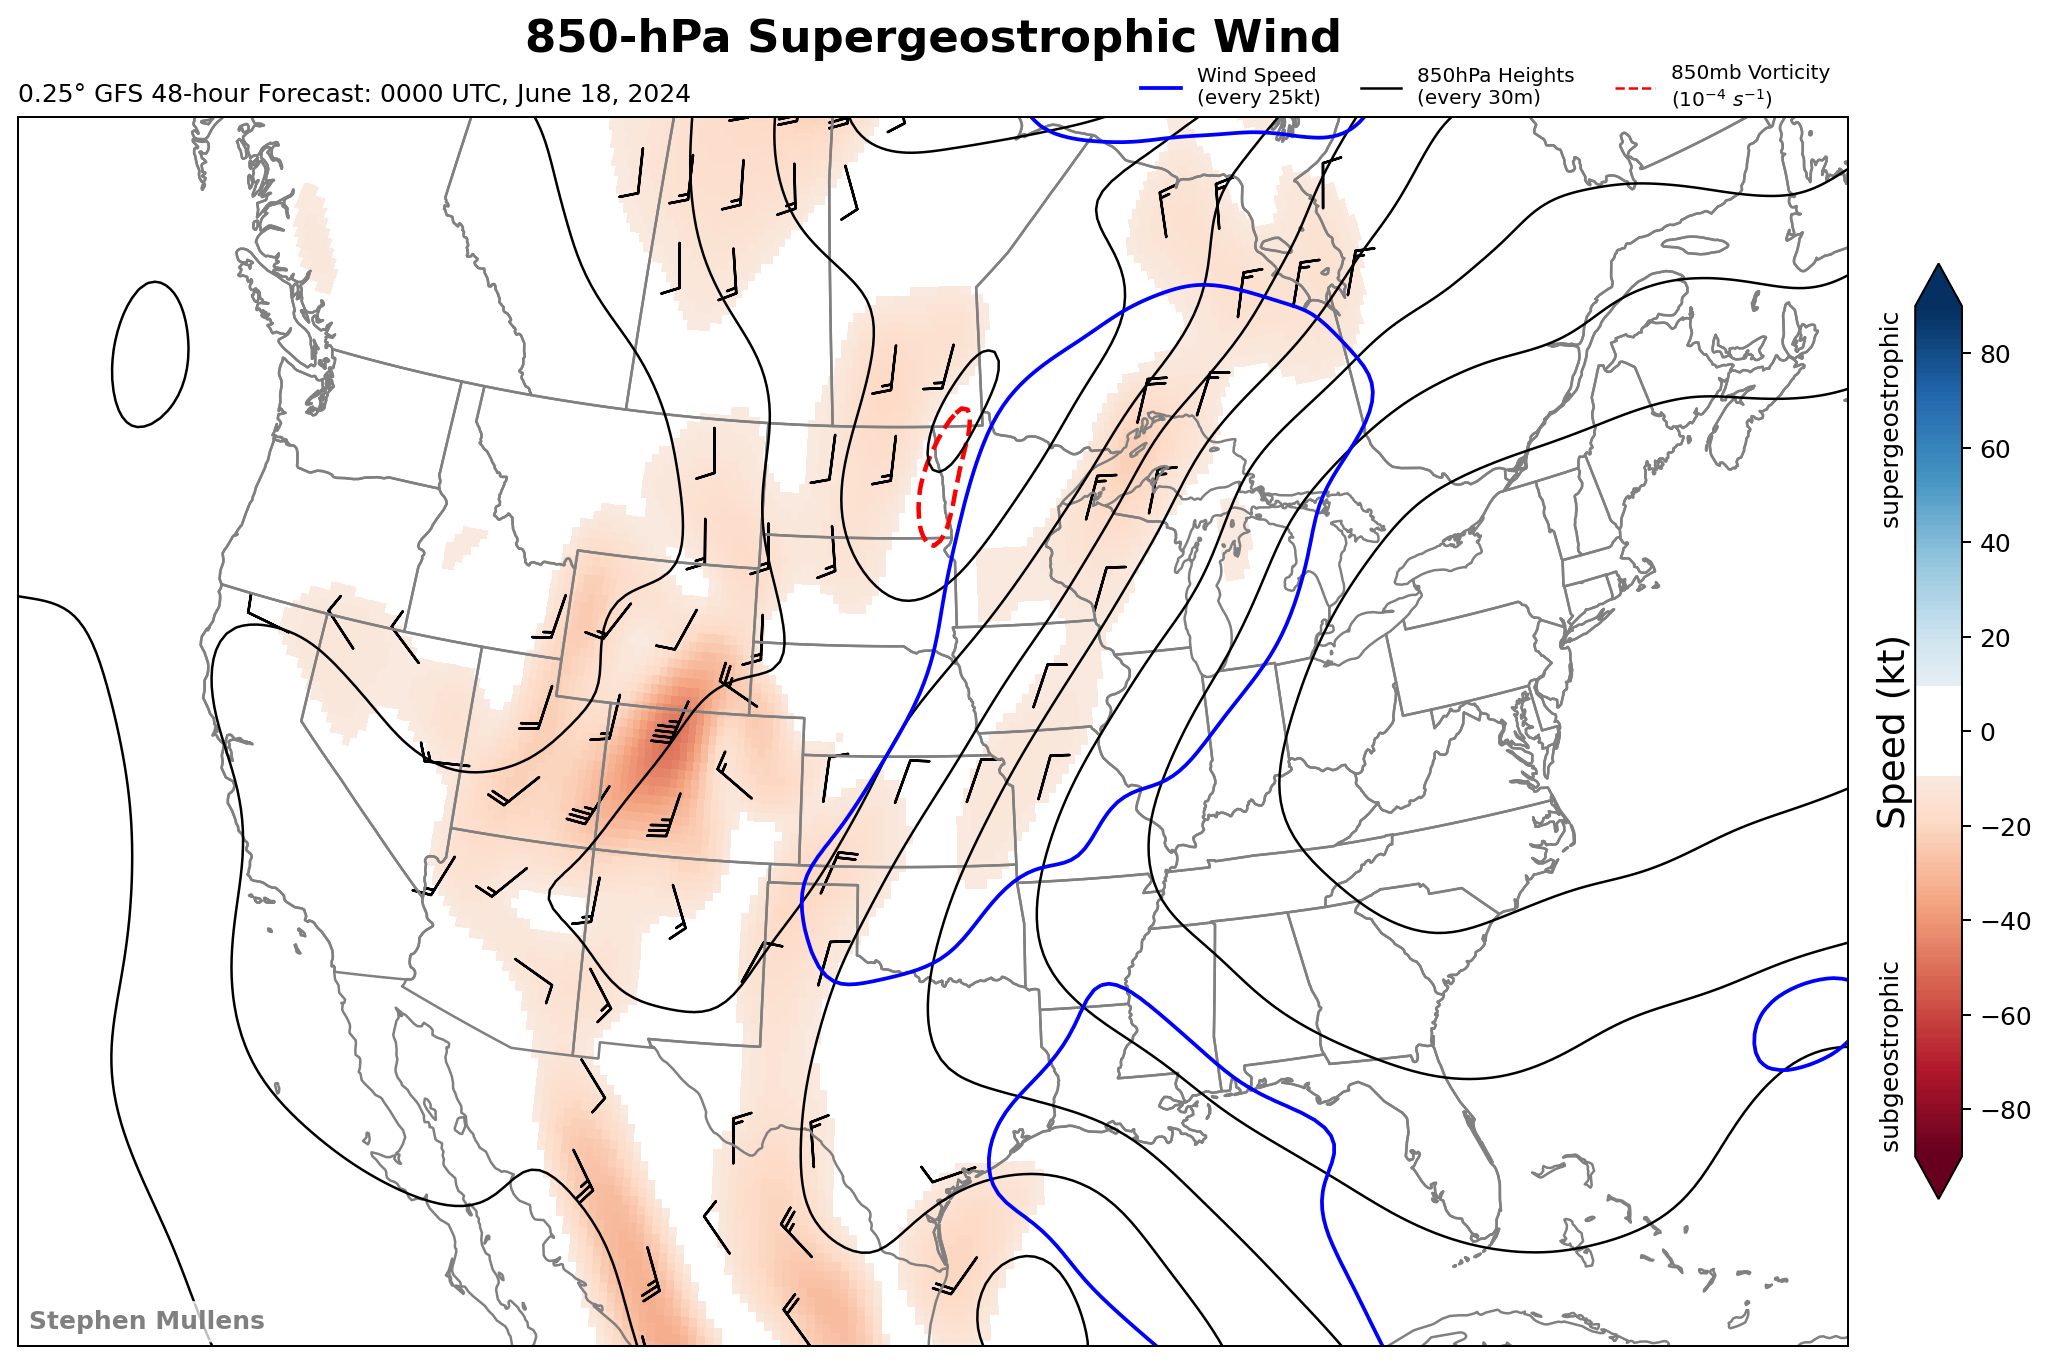 850-hPa Supergeostrophic Wind
0.25° GFS 48-hour Forecast: 0000 UTC, June 18, 2024
Wind Speed
(every 25kt)
850hPa Heights
(every 30m)
850mb Vorticity
(10⁻⁴ s⁻¹)
supergeostrophic
Speed (kt)
subgeostrophic
80
60
40
20
0
−20
−40
−60
−80
Stephen Mullens